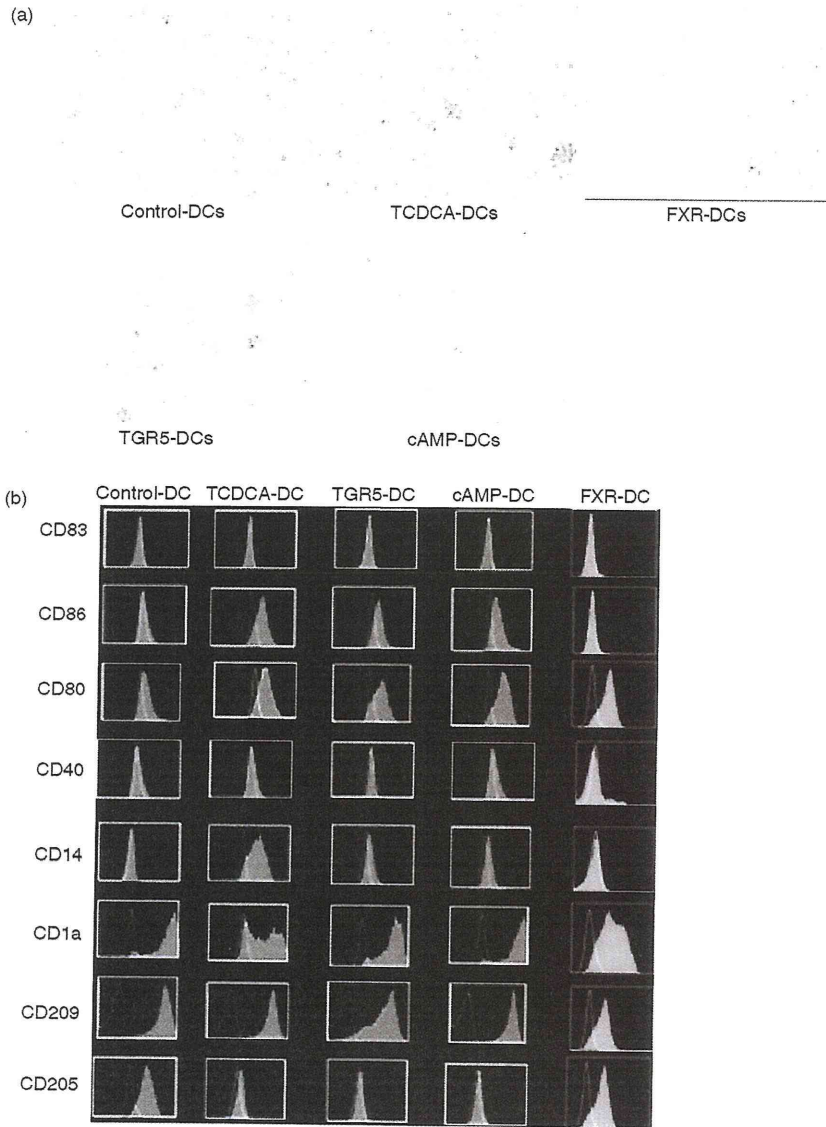 (a)
Control-DCs TCDCA-DCs FXR-DCs
TGR5-DCs cAMP-DCs
(b)
Control-DC TCDCA-DC TGR5-DC cAMP-DC FXR-DC
CD83
CD86
CD80
CD40
CD14
CD1a
CD209
CD205